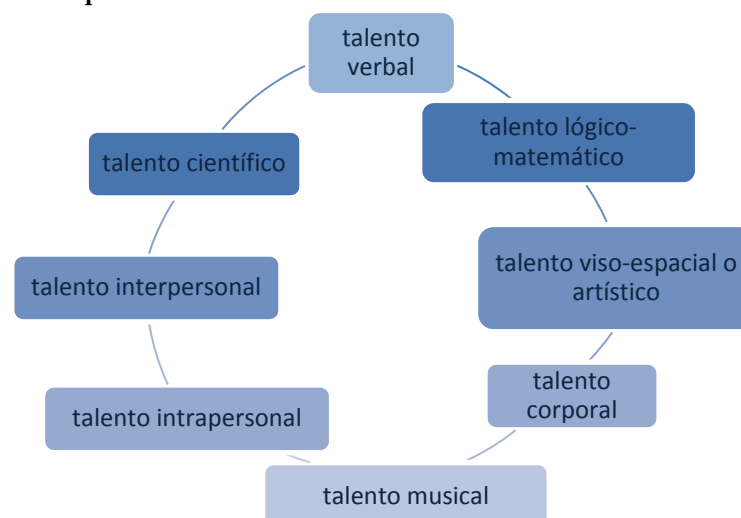 talento
verbal
talento lógico-
matemático
talento viso-espacial o
artístico
talento
corporal
talento musical
talento intrapersonal
talento interpersonal
talento científico